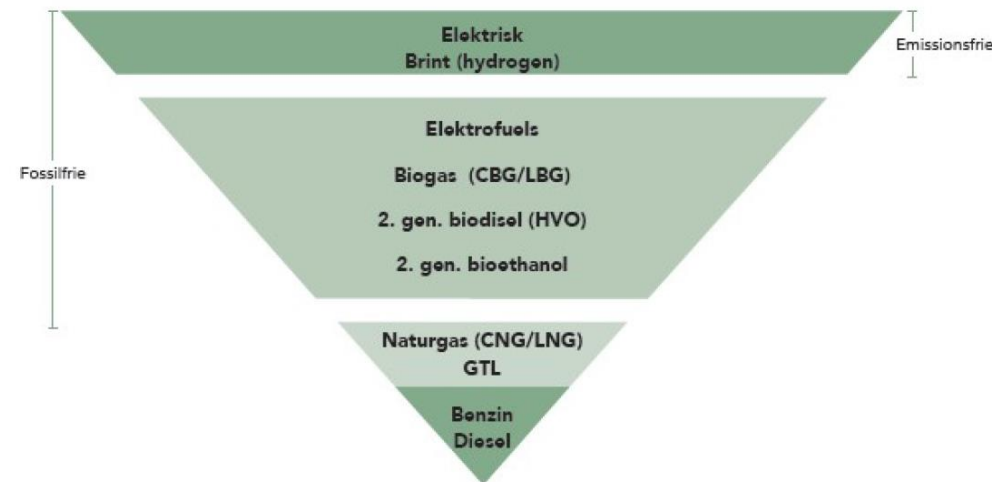 Elektrisk
Brint (hydrogen)
Emissionsfrie
Elektrofuels
Fossilfrie
Biogas (CBG/LBG)
2. gen. biodisel (HVO)
2. gen. bioethanol
Naturgas (CNG/LNG)
GTL
Benzin
Diesel